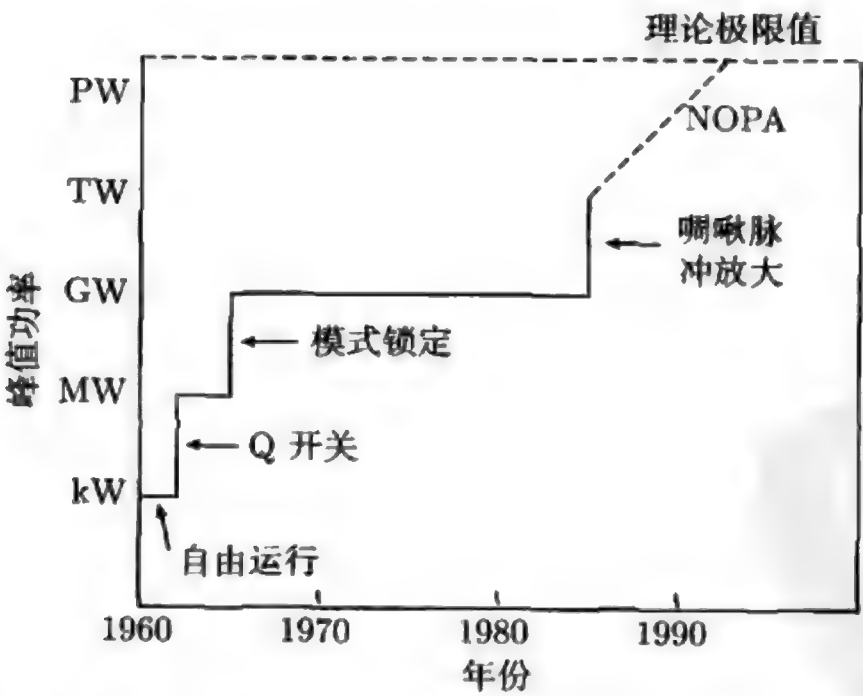 理论极限值
PW
NOPA
TW
啁啾脉
冲放大
GW
模式锁定
峰值功率
MW
Q 开关
kW
自由运行
1960
1970
1980
1990
年份